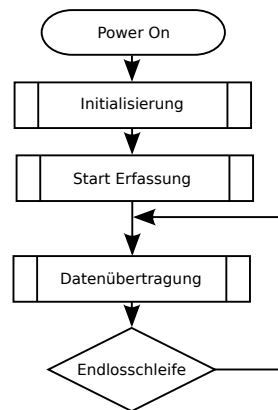 Power On
Initialisierung
Start Erfassung
Datenübertragung
Endlosschleife